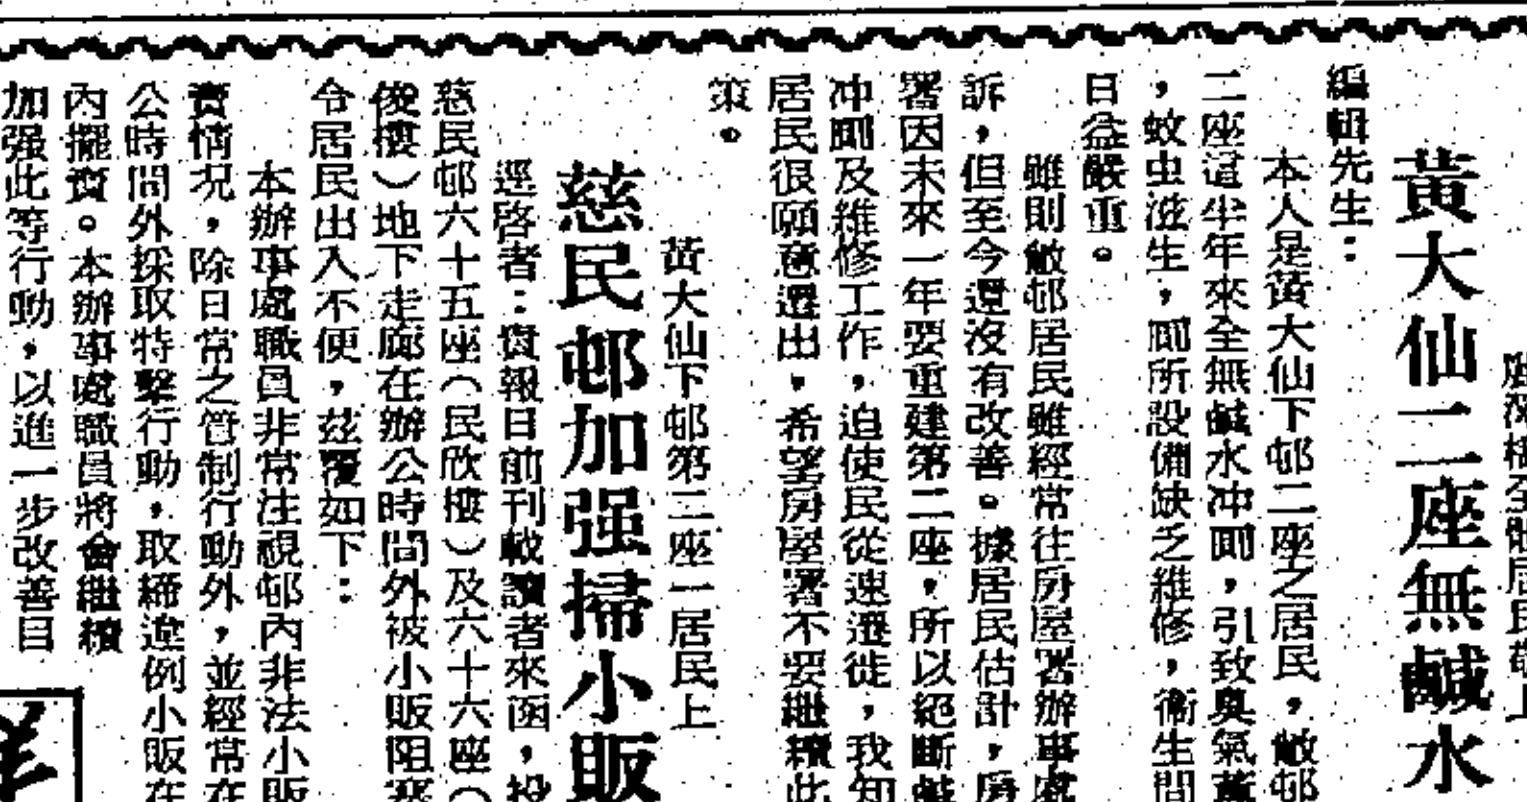 黃大仙二座無鹹水
編輯先生：
本人是黃大仙下邨二座之居民，敝邨
二座這半年來全無鹹水冲厠，引致臭氣薰
，蚊虫滋生，厠所設備缺乏維修，衞生間
日益嚴重。
雖則敝邨居民雖經常往房屋署辦事處
訴，但至今還沒有改善。據居民估計，房
署因未來一年要重建第二座，所以絕斷鹹
冲厠及維修工作，迫使民從速遷徙，我知
居民很願意遷出，希望房屋署不要繼續此
策。
黃大仙下邨第二座一居民上
慈民邨加强掃小販
逕啓者：貴報日前刊載讀者來函，投
慈民邨六十五座（民欣樓）及六十六座（
俊樓）地下走廊在辦公時間外被小販阻塞
令居民出入不便，茲覆如下：
本辦事處職員非常注視邨內非法小販
賣情况，除日常之管制行動外，並經常在
公時間外採取特擊行動，取締違例小販在
內擺賣。本辦事處職員將會繼續
加强此等行動，以進一步改善目